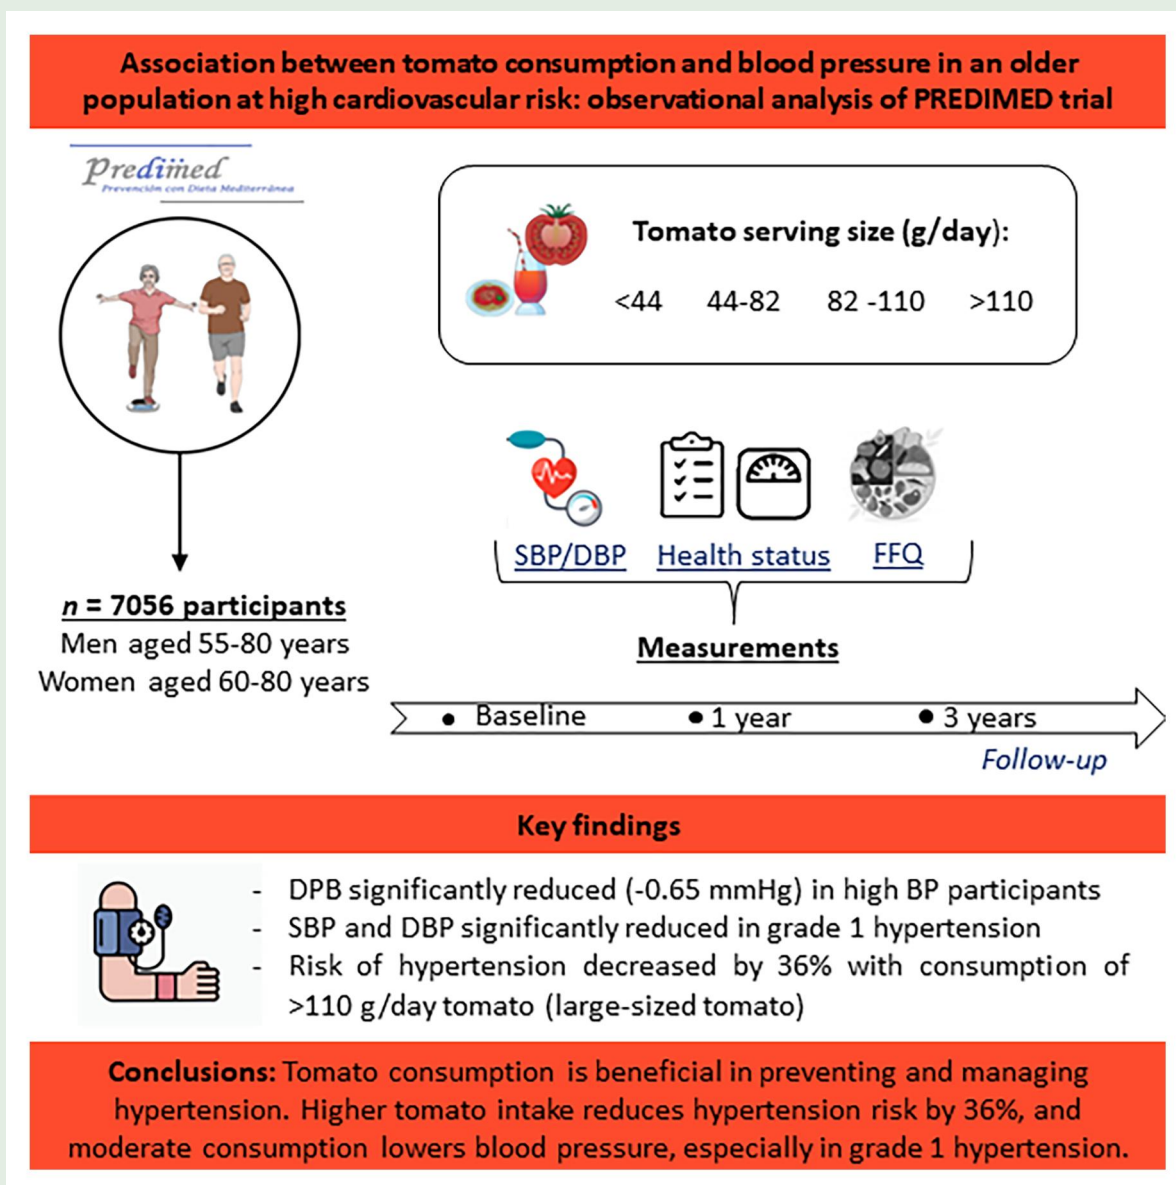 Association between tomato consumption and blood pressure in an older
population at high cardiovascular risk: observational analysis of PREDIMED trial
Predimed
Prevención con Dieta Mediterránea
Tomato serving size (g/day):
<44 44-82 82 -110 >110
SBP/DBP Health status FFQ
Measurements
n = 7056 participants
Men aged 55-80 years
Women aged 60-80 years
• Baseline • 1 year • 3 years
Follow-up
Key findings
- DPB significantly reduced (-0.65 mmHg) in high BP participants
- SBP and DBP significantly reduced in grade 1 hypertension
- Risk of hypertension decreased by 36% with consumption of
>110 g/day tomato (large-sized tomato)
Conclusions: Tomato consumption is beneficial in preventing and managing
hypertension. Higher tomato intake reduces hypertension risk by 36%, and
moderate consumption lowers blood pressure, especially in grade 1 hypertension.